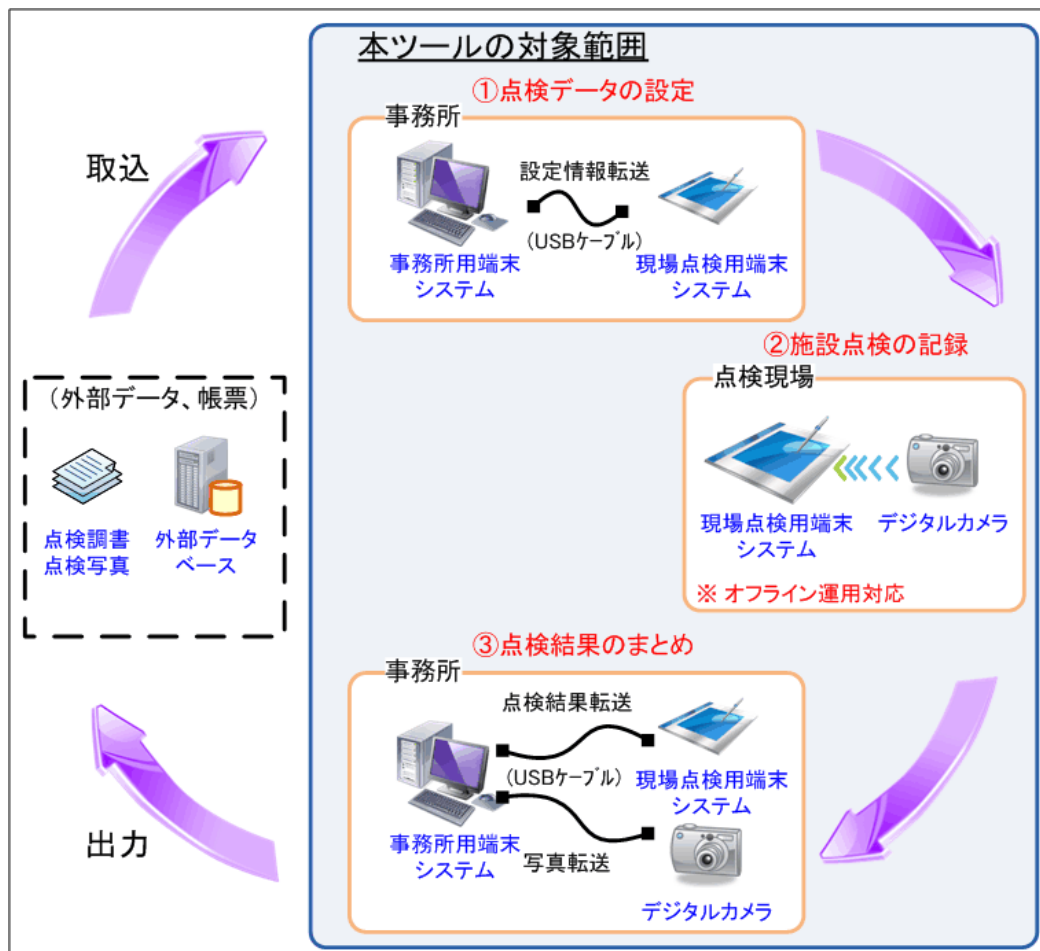 本ツールの対象範囲
①点検データの設定
事務所
取込
設定情報転送
(USBｹｰﾌﾞﾙ)
事務所用端末
システム
現場点検用端末
システム
②施設点検の記録
点検現場
(外部データ、帳票)
点検調書
点検写真
外部データ
ベース
現場点検用端末
システム
デジタルカメラ
※ オフライン運用対応
③点検結果のまとめ
事務所
点検結果転送
(USBｹｰﾌﾞﾙ)
現場点検用端末
システム
事務所用端末
システム
写真転送
デジタルカメラ
出力